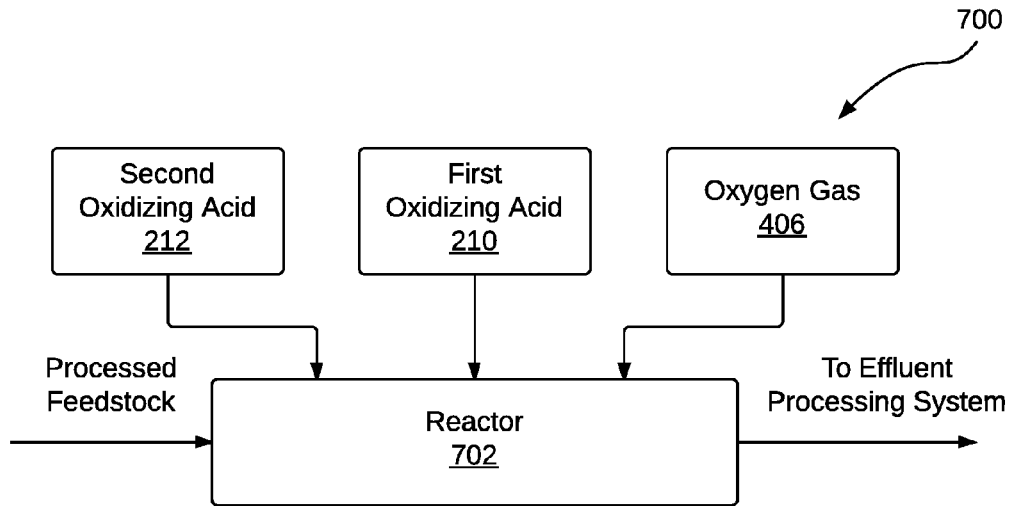 700
Second
Oxidizing Acid
212
First
Oxidizing Acid
210
Oxygen Gas
406
Processed
Feedstock
To Effluent
Processing System
Reactor
702